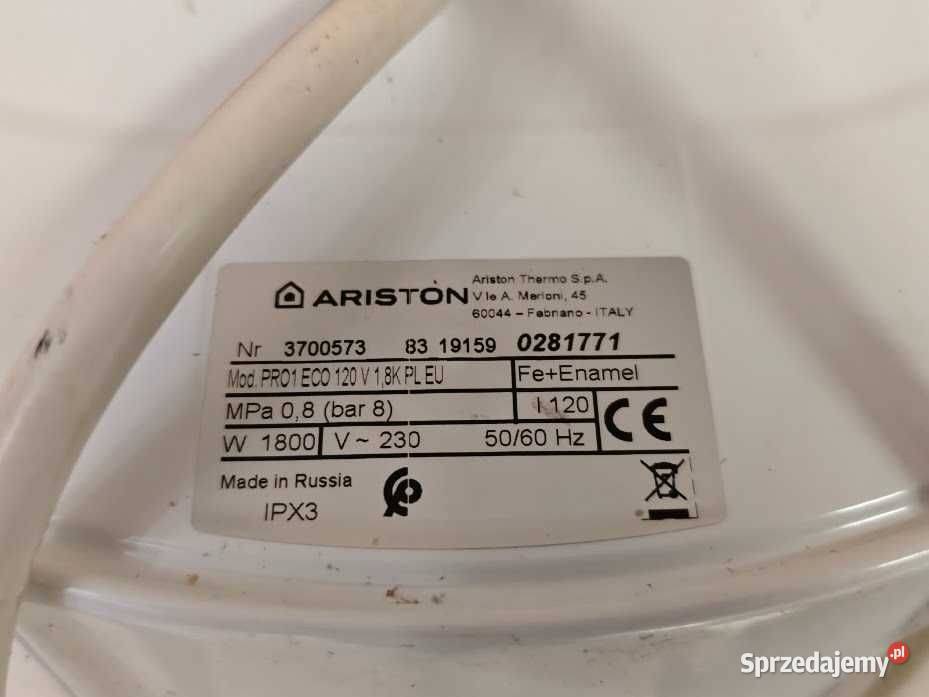 ARISTON
Ariston Thermo S.p.A.
V.le A. Merloni, 45
60044 – Fabriano - ITALY
Nr 3700573 83 19159 0281771
Mod. PRO1 ECO 120 V 1,8K PL EU
Fe+Enamel
MPa 0,8 (bar 8)
l 120
CE
W 1800 V ~ 230 50/60 Hz
Made in Russia
IPX3
Sprzedajemy.pl